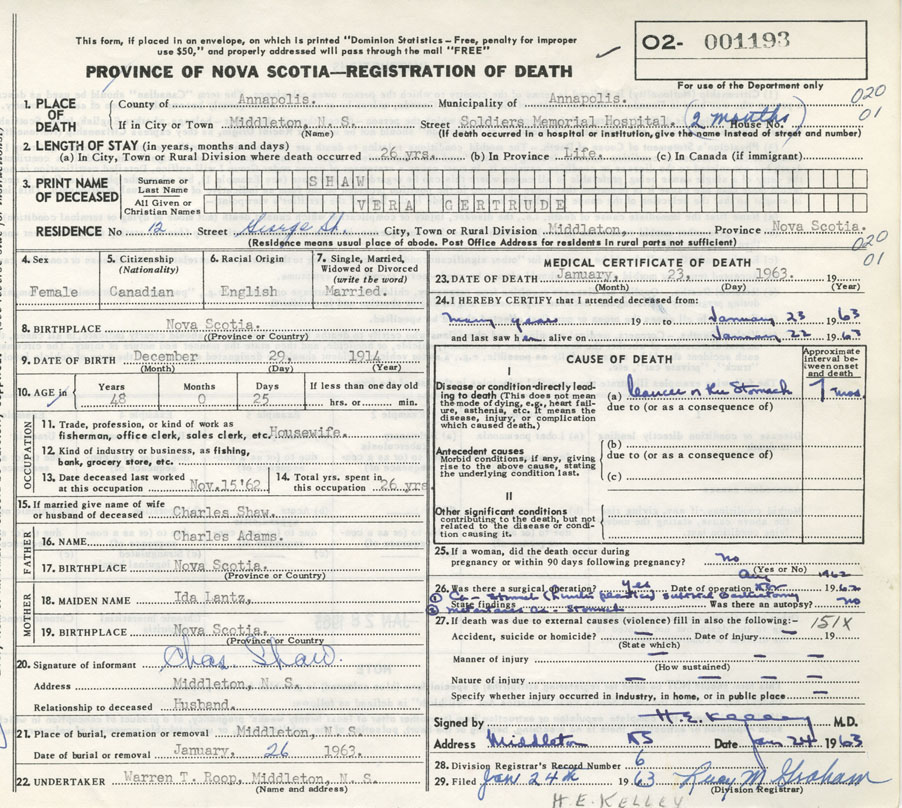 This form, if placed in an envelope, on which is printed "Dominion Statistics – Free, penalty for improper
use $50," and properly addressed will pass through the mail "FREE"
O2- 001193
For use of the Department only
PROVINCE OF NOVA SCOTIA—REGISTRATION OF DEATH
020
01
1. PLACE OF DEATH
County of Annapolis. Municipality of Annapolis.
If in City or Town Middleton, N. S. Street Soldiers Memorial Hospital. House No. (2 months)
(Name) (If death occurred in a hospital or institution, give the name instead of street and number)
2. LENGTH OF STAY (in years, months and days)
(a) In City, Town or Rural Division where death occurred 26 yrs. (b) In Province Life. (c) In Canada (if immigrant)
3. PRINT NAME OF DECEASED
Surname or Last Name SHAW
All Given or Christian Names VERA GERTRUDE
RESIDENCE No 12 Street George St. City, Town or Rural Division Middleton, Province Nova Scotia.
(Residence means usual place of abode. Post Office Address for residents in rural parts not sufficient)
020
01
4. Sex
Female
5. Citizenship
(Nationality)
Canadian
6. Racial Origin
English
7. Single, Married,
Widowed or Divorced
(write the word)
Married.
8. BIRTHPLACE Nova Scotia.
((Province or Country)
9. DATE OF BIRTH December 29, 1914
(Month) (Day) (Year)
10. AGE in
Years Months Days If less than one day old
48 0 25 hrs. or min.
OCCUPATION
11. Trade, profession, or kind of work as
fisherman, office clerk, sales clerk, etc. Housewife.
12. Kind of industry or business, as fishing,
bank, grocery store, etc.
13. Date deceased last worked
at this occupation Nov.15'62
14. Total yrs. spent in
this occupation 26 yrs
15. If married give name of wife
or husband of deceased Charles Shaw.
FATHER
16. NAME Charles Adams.
17. BIRTHPLACE Nova Scotia.
(Province or Country)
MOTHER
18. MAIDEN NAME Ida Lantz,
19. BIRTHPLACE Nova Scotia.
(Province or Country
20. Signature of informant Chas. Shaw.
Address Middleton, N. S.
Relationship to deceased Husband.
21. Place of burial, cremation or removal Middleton, N. S.
Date of burial or removal January, 26 1963.
22. UNDERTAKER Warren T. Roop, Middleton, N. S.
(Name and address)
MEDICAL CERTIFICATE OF DEATH
23. DATE OF DEATH January, 23, 1963. 19
(Month) (Day) (Year)
24. I HEREBY CERTIFY that I attended deceased from:
many years 19 to January 23 1963
and last saw h er alive on January 22 1963
CAUSE OF DEATH
Approximate
interval be-
tween onset
and death
I
Disease or condition directly lead-
ing to death (This does not mean
the mode of dying, e.g., heart failure,
asthenia, etc. It means the
disease, injury, or complication
which caused death.)
(a) Cancer of the Stomach 7 mos.
due to (or as a consequence of)
Antecedent causes
Morbid conditions, if any, giving
rise to the above cause, stating
the underlying condition last.
(b)
due to (or as a consequence of)
(c)
II
Other significant conditions
contributing to the death, but not
related to the disease or condi-
tion causing it.
25. If a woman, did the death occur during
pregnancy or within 90 days following pregnancy? no
(Yes or No)
Aug 1962
26. Was there a surgical operation? Yes Date of operation Nov 1962
State findings
① Ca - Stomach
② metastases Ca - Stomach
Was there an autopsy? no
27. If death was due to external causes (violence) fill in also the following:- 151X
Accident, suicide or homicide? — Date of injury — 19
(State which)
Manner of injury — —
(How sustained)
Nature of injury — — —
Specify whether injury occurred in industry, in home, or in public place —
Signed by H. E. Kelley M.D.
Address Middleton NS Date Jan 24 1963
28. Division Registrar's Record Number 6
29. Filed Jan 24th 1963 M. Graham
(Division Registrar)
H. E. KELLEY